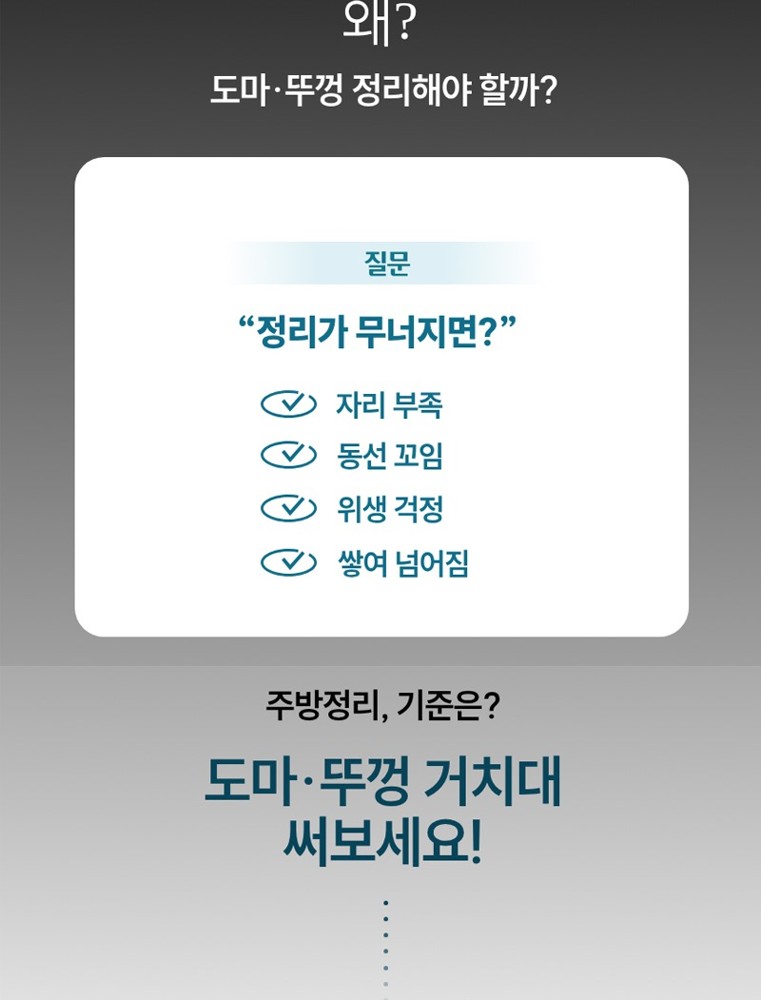 왜?
도마·뚜껑 정리해야 할까?
질문
“정리가 무너지면?”
자리 부족
동선 꼬임
위생 걱정
쌓여 넘어짐
주방정리, 기준은?
도마·뚜껑 거치대
써보세요!